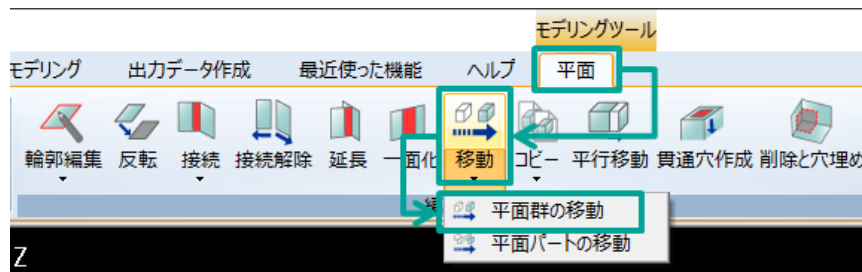 モデリングツール
モデリング 出力データ作成 最近使った機能 ヘルプ 平面
輪郭編集 反転 接続 接続解除 延長 一面化 移動 コピー 平行移動 貫通穴作成 削除と穴埋め
平面群の移動
平面パートの移動
Z